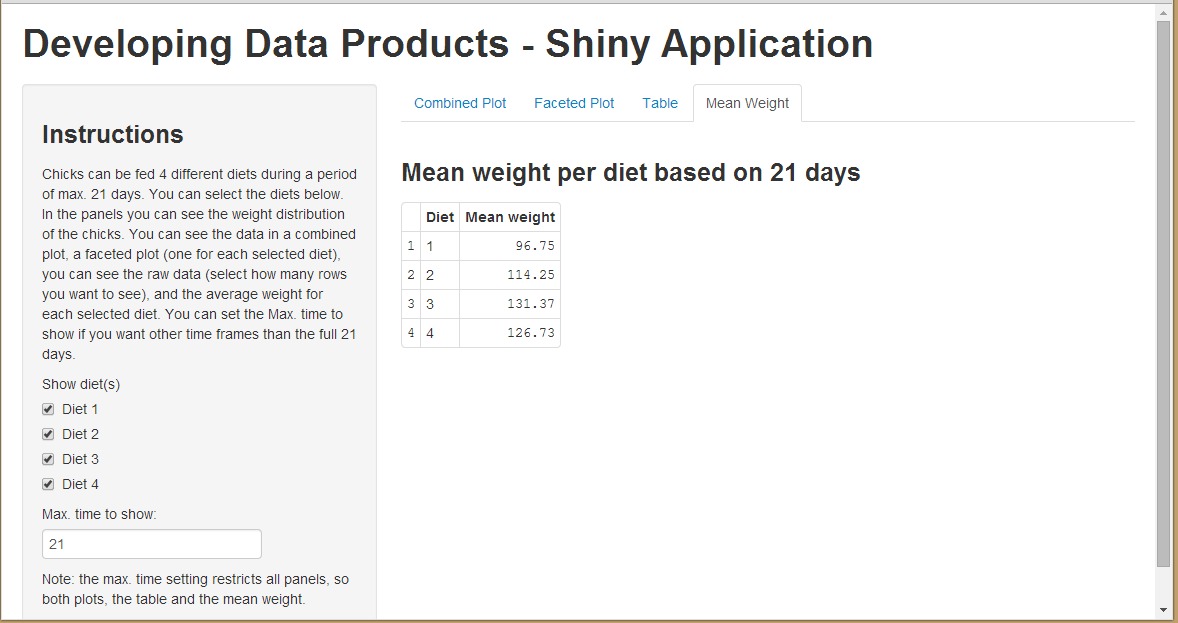 Developing Data Products - Shiny Application
Instructions
Chicks can be fed 4 different diets during a period
of max. 21 days. You can select the diets below.
In the panels you can see the weight distribution
of the chicks. You can see the data in a combined
plot, a faceted plot (one for each selected diet),
you can see the raw data (select how many rows
you want to see), and the average weight for
each selected diet. You can set the Max. time to
show if you want other time frames than the full 21
days.
Show diet(s)
Diet 1
Diet 2
Diet 3
Diet 4
Max. time to show:
21
Note: the max. time setting restricts all panels, so
both plots, the table and the mean weight.
Combined Plot Faceted Plot Table Mean Weight
Mean weight per diet based on 21 days
Diet Mean weight
1 1 96.75
2 2 114.25
3 3 131.37
4 4 126.73